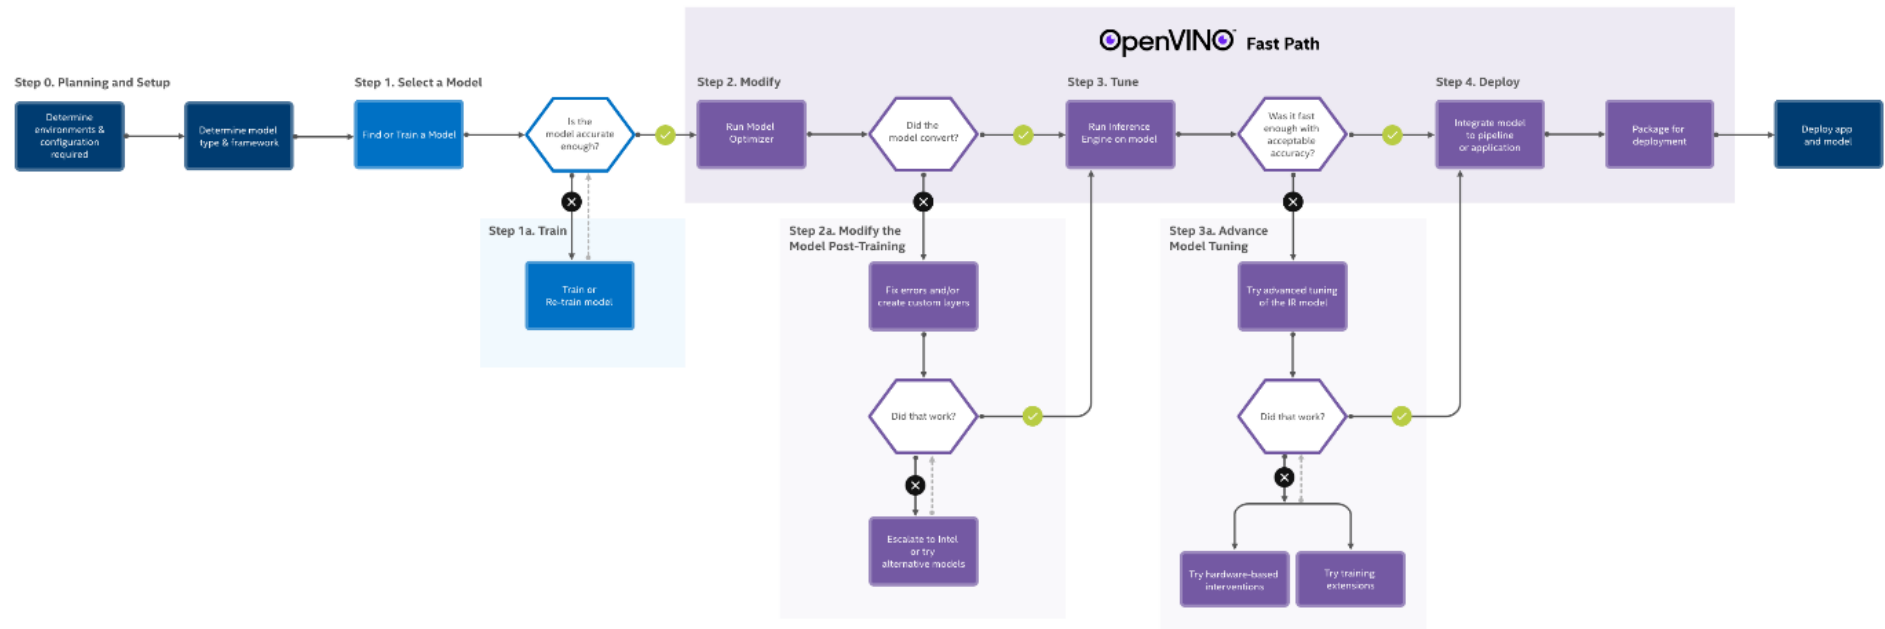 OpenVINO™ Fast Path
Step 0. Planning and Setup
Determine
environments &
configuration
required
Determine model
type & framework
Step 1. Select a Model
Find or Train a Model
Is the
model accurate
enough?
Step 1a. Train
Train or
Re-train model
Step 2. Modify
Run Model
Optimizer
Did the
model convert?
Step 2a. Modify the
Model Post-Training
Fix errors and/or
create custom layers
Did that work?
Escalate to Intel
or try
alternative models
Step 3. Tune
Run Inference
Engine on model
Was it fast
enough with
acceptable
accuracy?
Step 3a. Advance
Model Tuning
Try advanced tuning
of the IR model
Did that work?
Try hardware-based
interventions
Try training
extensions
Step 4. Deploy
Integrate model
to pipeline
or application
Package for
deployment
Deploy app
and model